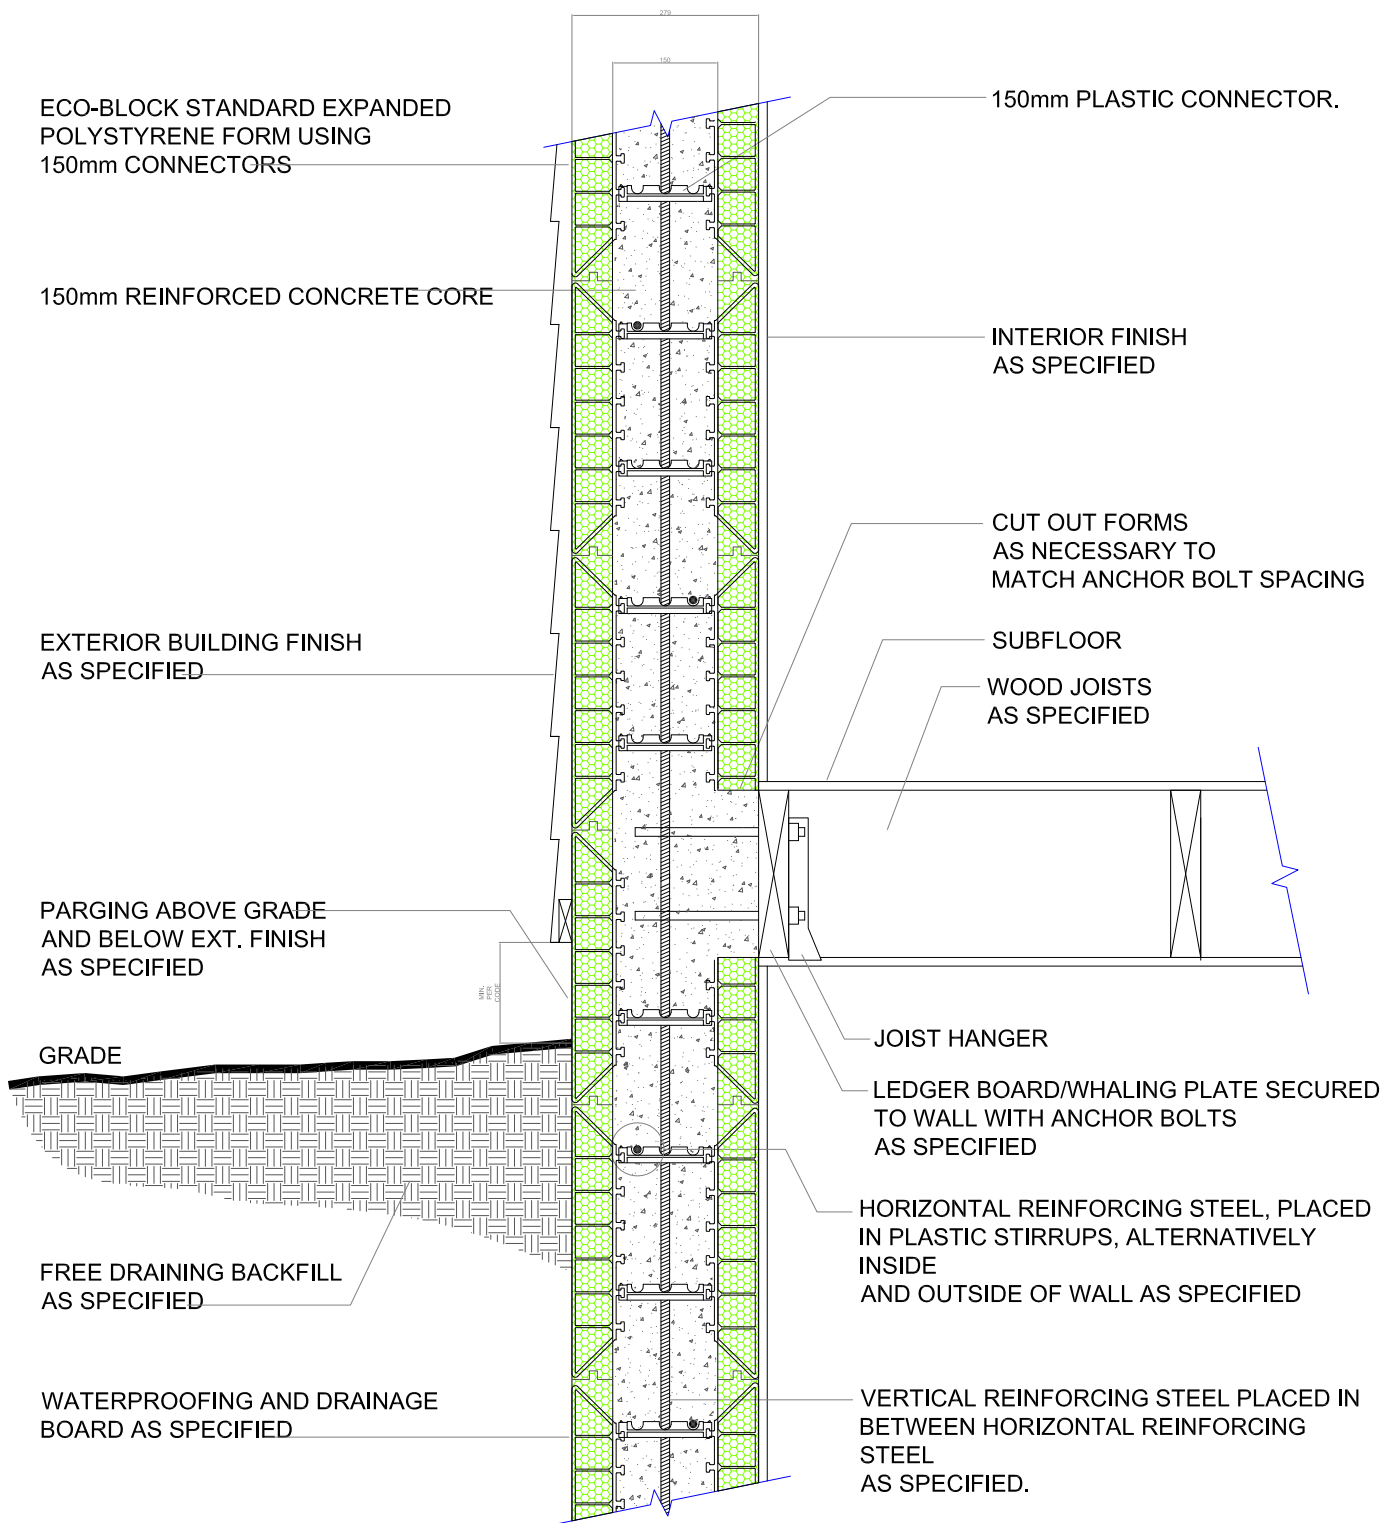 279
150
ECO-BLOCK STANDARD EXPANDED
POLYSTYRENE FORM USING
150mm CONNECTORS
150mm PLASTIC CONNECTOR.
150mm REINFORCED CONCRETE CORE
INTERIOR FINISH
AS SPECIFIED
CUT OUT FORMS
AS NECESSARY TO
MATCH ANCHOR BOLT SPACING
EXTERIOR BUILDING FINISH
AS SPECIFIED
SUBFLOOR
WOOD JOISTS
AS SPECIFIED
PARGING ABOVE GRADE
AND BELOW EXT. FINISH
AS SPECIFIED
MIN.
PER
CODE
GRADE
JOIST HANGER
LEDGER BOARD/WHALING PLATE SECURED
TO WALL WITH ANCHOR BOLTS
AS SPECIFIED
HORIZONTAL REINFORCING STEEL, PLACED
IN PLASTIC STIRRUPS, ALTERNATIVELY
INSIDE
AND OUTSIDE OF WALL AS SPECIFIED
FREE DRAINING BACKFILL
AS SPECIFIED
WATERPROOFING AND DRAINAGE
BOARD AS SPECIFIED
VERTICAL REINFORCING STEEL PLACED IN
BETWEEN HORIZONTAL REINFORCING
STEEL
AS SPECIFIED.